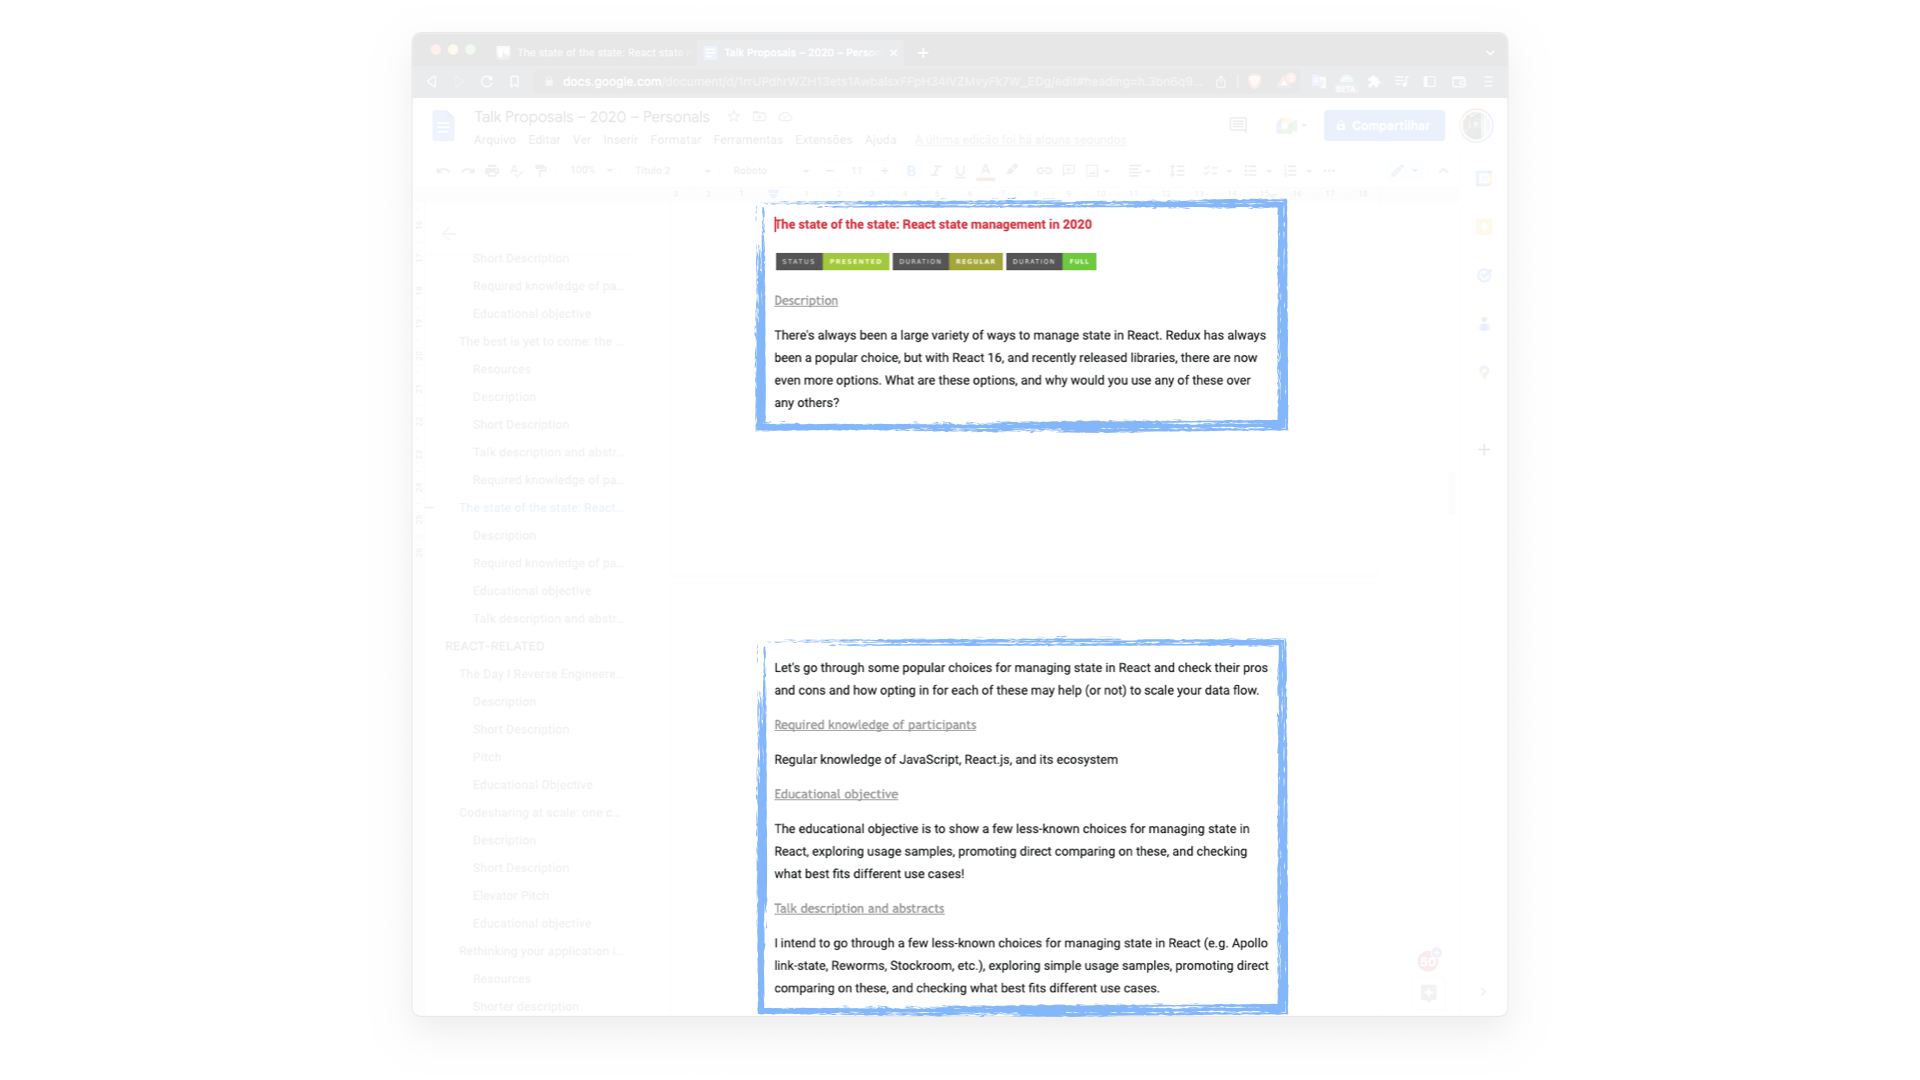 The state of the state: React state
Talk Proposals – 2020 – Perso
docs.google.com
BETA
Talk Proposals – 2020 – Personals
Arquivo Editar Ver Inserir Formatar Ferramentas Extensões Ajuda A última edição foi há alguns segundos
Compartilhar
100% Título 2 Roboto 11
Short Description
Required knowledge of pa...
Educational objective
The best is yet to come: the ...
Resources
Description
Short Description
Talk description and abstr...
Required knowledge of pa...
The state of the state: React...
Description
Required knowledge of pa...
Educational objective
Talk description and abstr...
REACT-RELATED
The Day I Reverse Engineere...
Description
Short Description
Pitch
Educational Objective
Codesharing at scale: one c...
Description
Short Description
Elevator Pitch
Educational objective
Rethinking your application (...
Resources
Shorter description
The state of the state: React state management in 2020
STATUS PRESENTED DURATION REGULAR DURATION FULL
Description
There's always been a large variety of ways to manage state in React. Redux has always
been a popular choice, but with React 16, and recently released libraries, there are now
even more options. What are these options, and why would you use any of these over
any others?
Let's go through some popular choices for managing state in React and check their pros
and cons and how opting in for each of these may help (or not) to scale your data flow.
Required knowledge of participants
Regular knowledge of JavaScript, React.js, and its ecosystem
Educational objective
The educational objective is to show a few less-known choices for managing state in
React, exploring usage samples, promoting direct comparing on these, and checking
what best fits different use cases!
Talk description and abstracts
I intend to go through a few less-known choices for managing state in React (e.g. Apollo
link-state, Reworms, Stockroom, etc.), exploring simple usage samples, promoting direct
comparing on these, and checking what best fits different use cases.